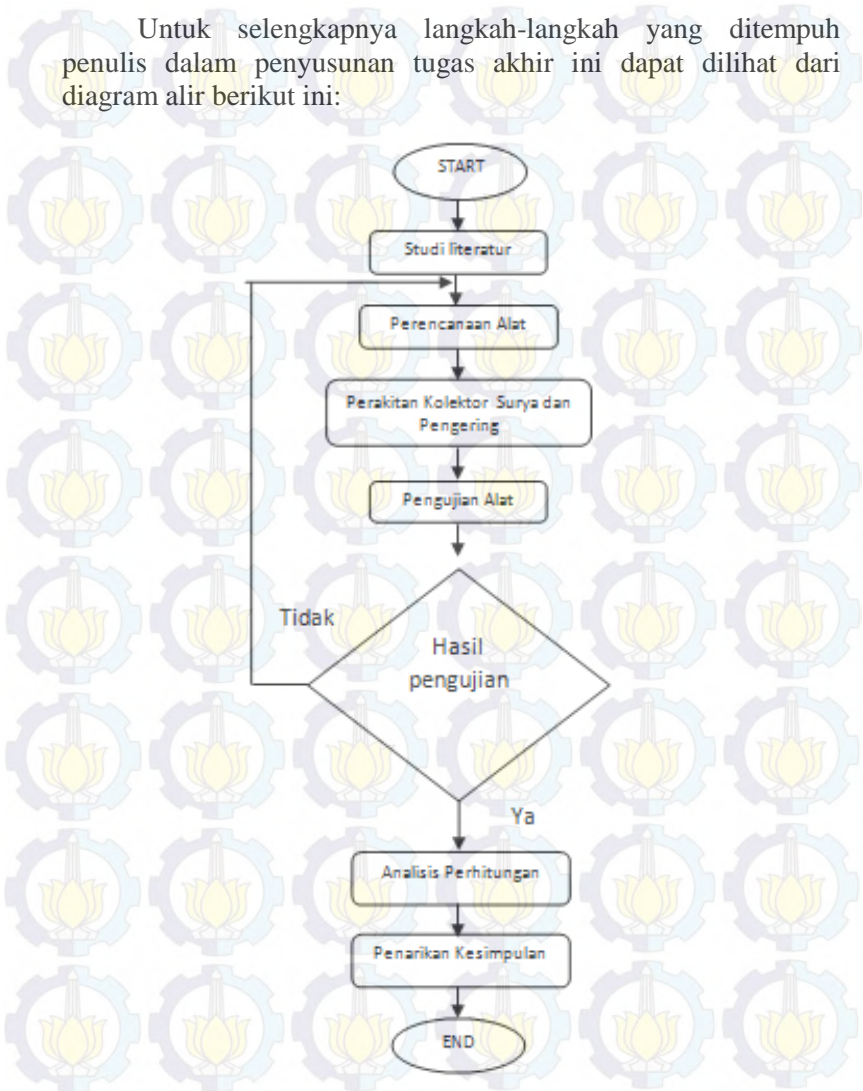 Untuk selengkapnya langkah-langkah yang ditempuh
penulis dalam penyusunan tugas akhir ini dapat dilihat dari
diagram alir berikut ini:
START
Studi literatur
Perencanaan Alat
Perakitan Kolektor Surya dan
Pengering
Pengujian Alat
Tidak
Hasil
pengujian
Ya
Analisis Perhitungan
Penarikan Kesimpulan
END